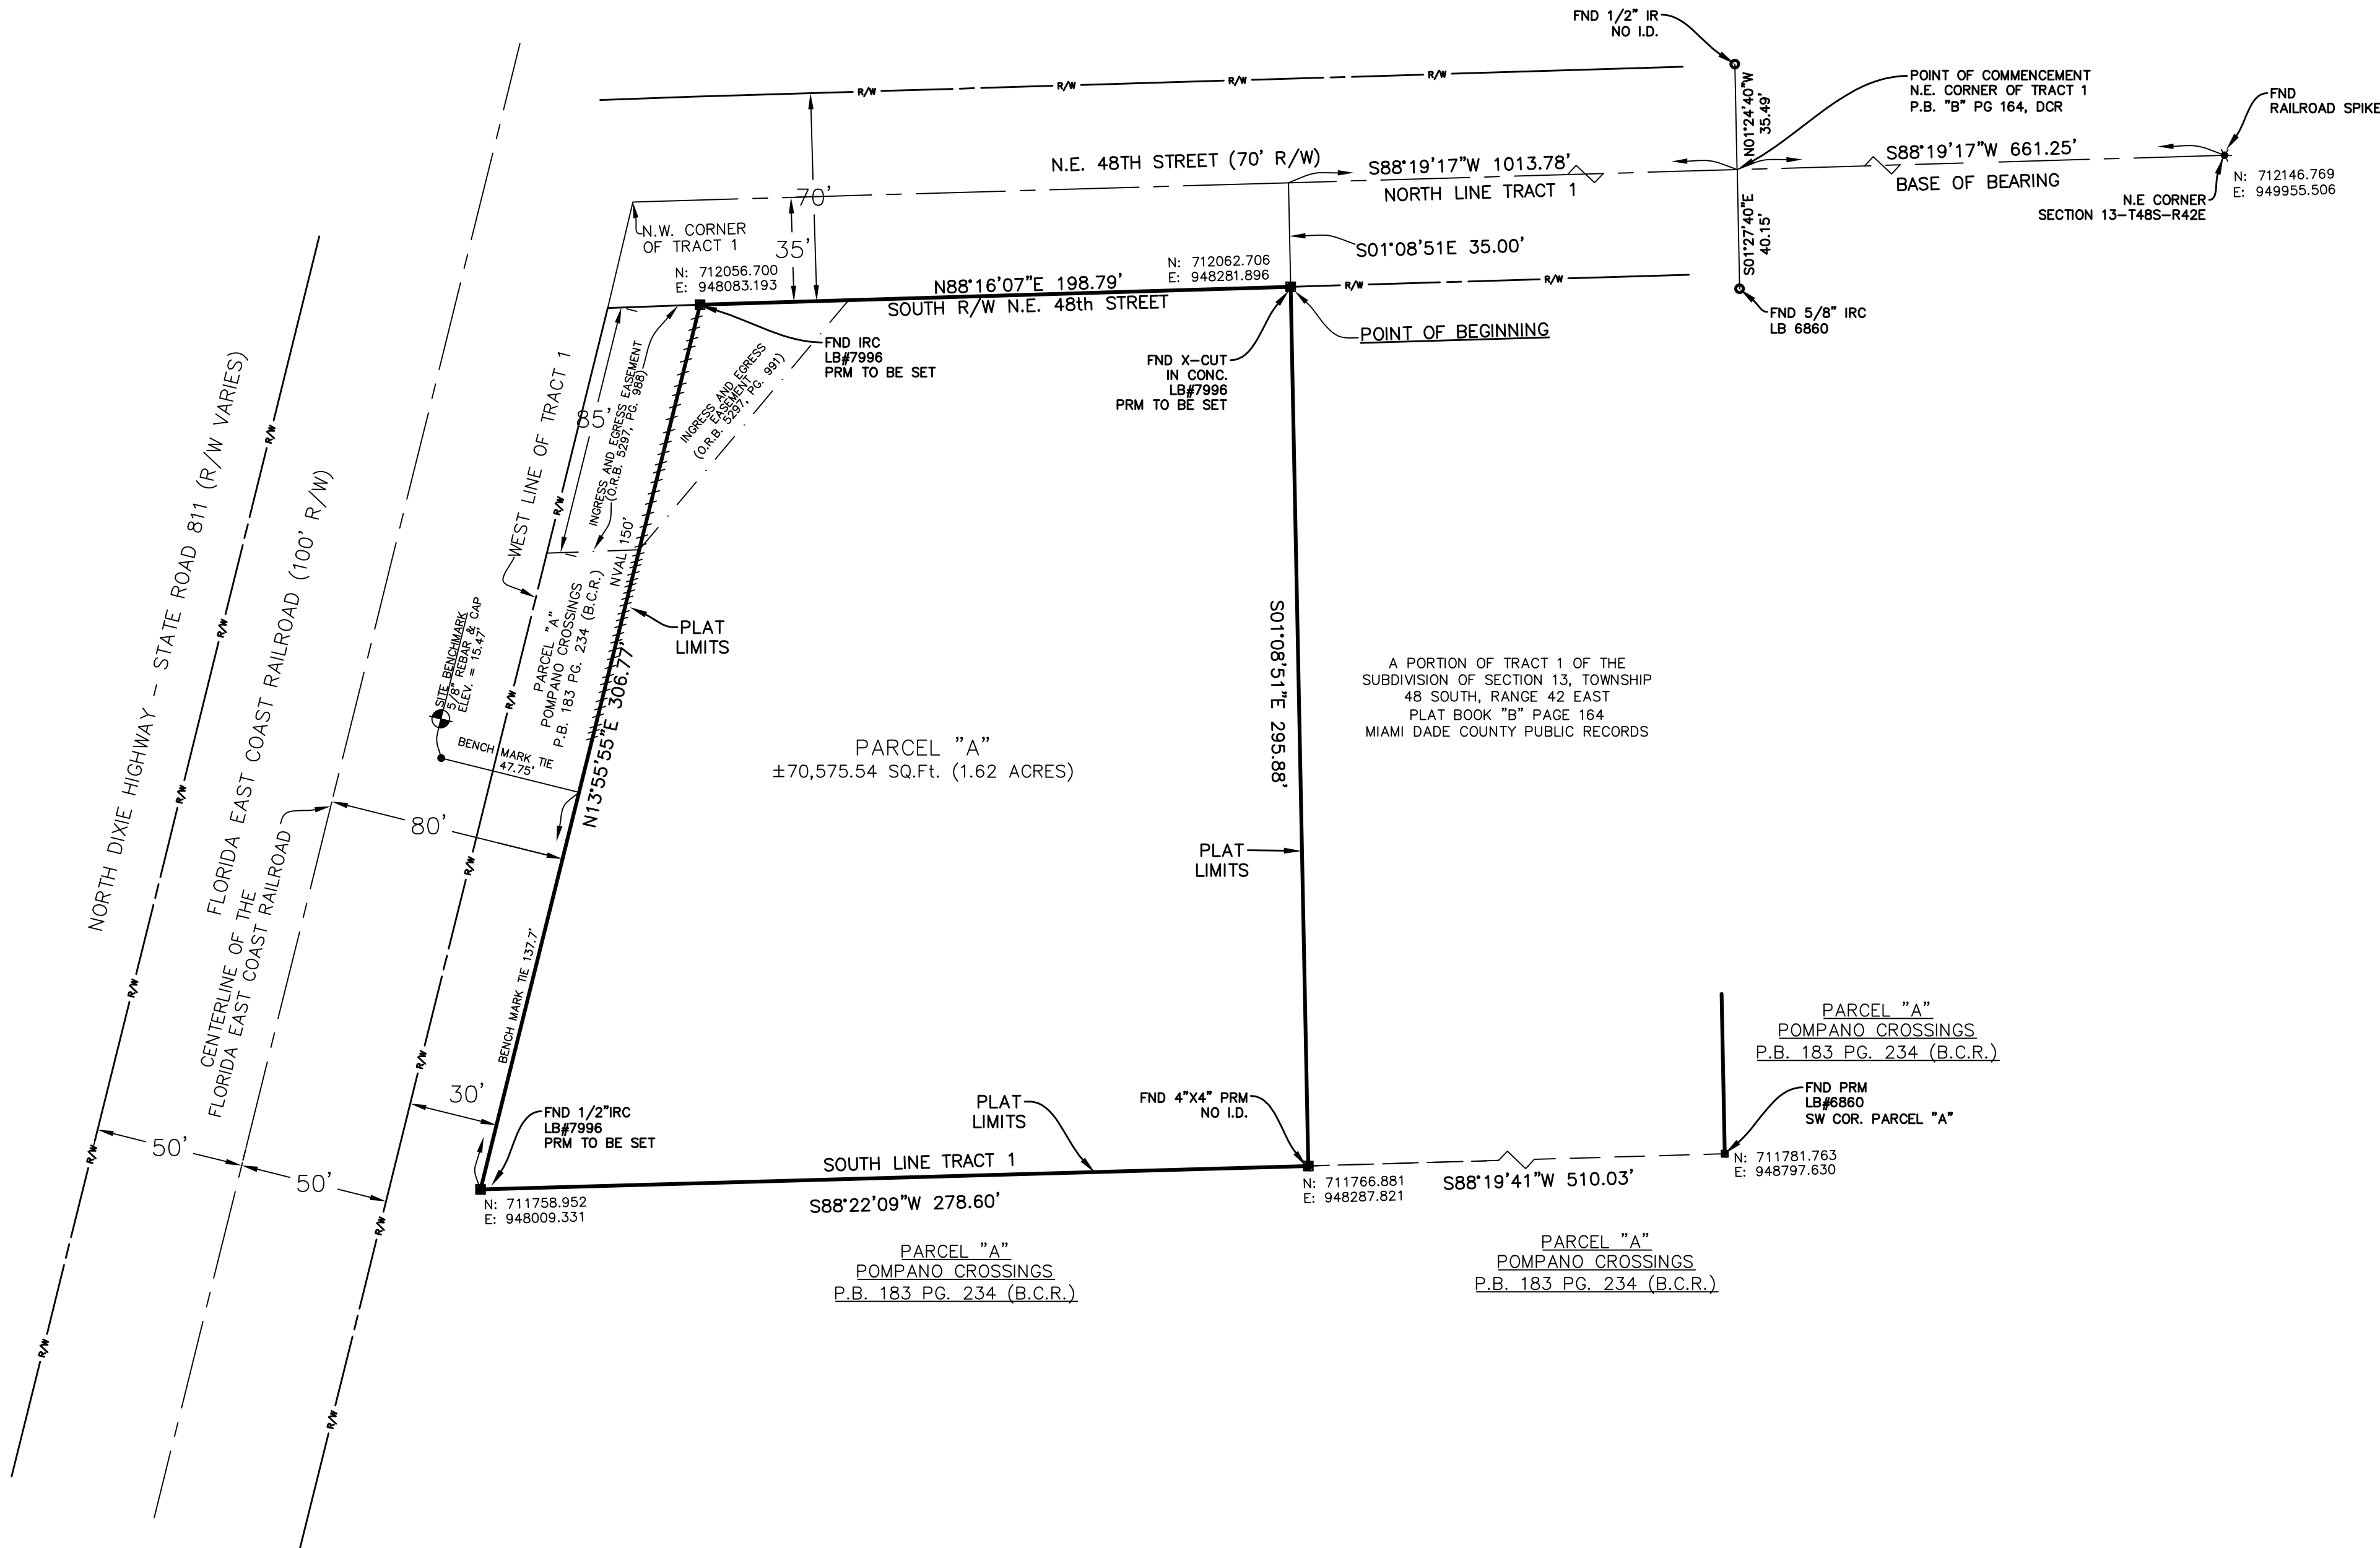 FND 1/2" IR
NO I.D.
N01°24'40"W
35.49'
POINT OF COMMENCEMENT
N.E. CORNER OF TRACT 1
P.B. "B" PG 164, DCR
FND
RAILROAD SPIKE
R/W
R/W
R/W
R/W
N.E. 48TH STREET (70' R/W)
S88°19'17"W 1013.78'
NORTH LINE TRACT 1
S88°19'17"W 661.25'
BASE OF BEARING
N: 712146.769
E: 949955.506
N.E CORNER
SECTION 13-T48S-R42E
70'
35'
N.W. CORNER
OF TRACT 1
S01°08'51E 35.00'
S01°27'40"E
40.15'
FND 5/8" IRC
LB 6860
N: 712056.700
E: 948083.193
N88°16'07"E 198.79'
SOUTH R/W N.E. 48th STREET
N: 712062.706
E: 948281.896
R/W
R/W
POINT OF BEGINNING
FND IRC
LB#7996
PRM TO BE SET
FND X-CUT
IN CONC.
LB#7996
PRM TO BE SET
INGRESS AND EGRESS EASEMENT
(O.R.B. 5297, PG. 988)
INGRESS AND EGRESS
EASEMENT
(O.R.B. 5297, PG. 991)
85'
WEST LINE OF TRACT 1
R/W
NVAL 150'
PLAT
LIMITS
PARCEL "A"
POMPANO CROSSINGS
P.B. 183 PG. 234 (B.C.R.)
N13°55'55"E 306.77'
SITE BENCHMARK
5/8" REBAR & CAP
ELEV. = 15.47'
BENCH MARK TIE
47.75'
R/W
NORTH DIXIE HIGHWAY - STATE ROAD 811 (R/W VARIES)
R/W
R/W
R/W
R/W
R/W
R/W
FLORIDA EAST COAST RAILROAD (100' R/W)
CENTERLINE OF THE
FLORIDA EAST COAST RAILROAD
80'
R/W
R/W
R/W
R/W
BENCH MARK TIE 137.7'
30'
50'
50'
FND 1/2"IRC
LB#7996
PRM TO BE SET
N: 711758.952
E: 948009.331
PARCEL "A"
±70,575.54 SQ.Ft. (1.62 ACRES)
S01°08'51"E 295.88'
PLAT
LIMITS
A PORTION OF TRACT 1 OF THE
SUBDIVISION OF SECTION 13, TOWNSHIP
48 SOUTH, RANGE 42 EAST
PLAT BOOK "B" PAGE 164
MIAMI DADE COUNTY PUBLIC RECORDS
PLAT
LIMITS
SOUTH LINE TRACT 1
S88°22'09"W 278.60'
FND 4"X4" PRM
NO I.D.
N: 711766.881
E: 948287.821
S88°19'41"W 510.03'
PARCEL "A"
POMPANO CROSSINGS
P.B. 183 PG. 234 (B.C.R.)
FND PRM
LB#6860
SW COR. PARCEL "A"
N: 711781.763
E: 948797.630
PARCEL "A"
POMPANO CROSSINGS
P.B. 183 PG. 234 (B.C.R.)
PARCEL "A"
POMPANO CROSSINGS
P.B. 183 PG. 234 (B.C.R.)